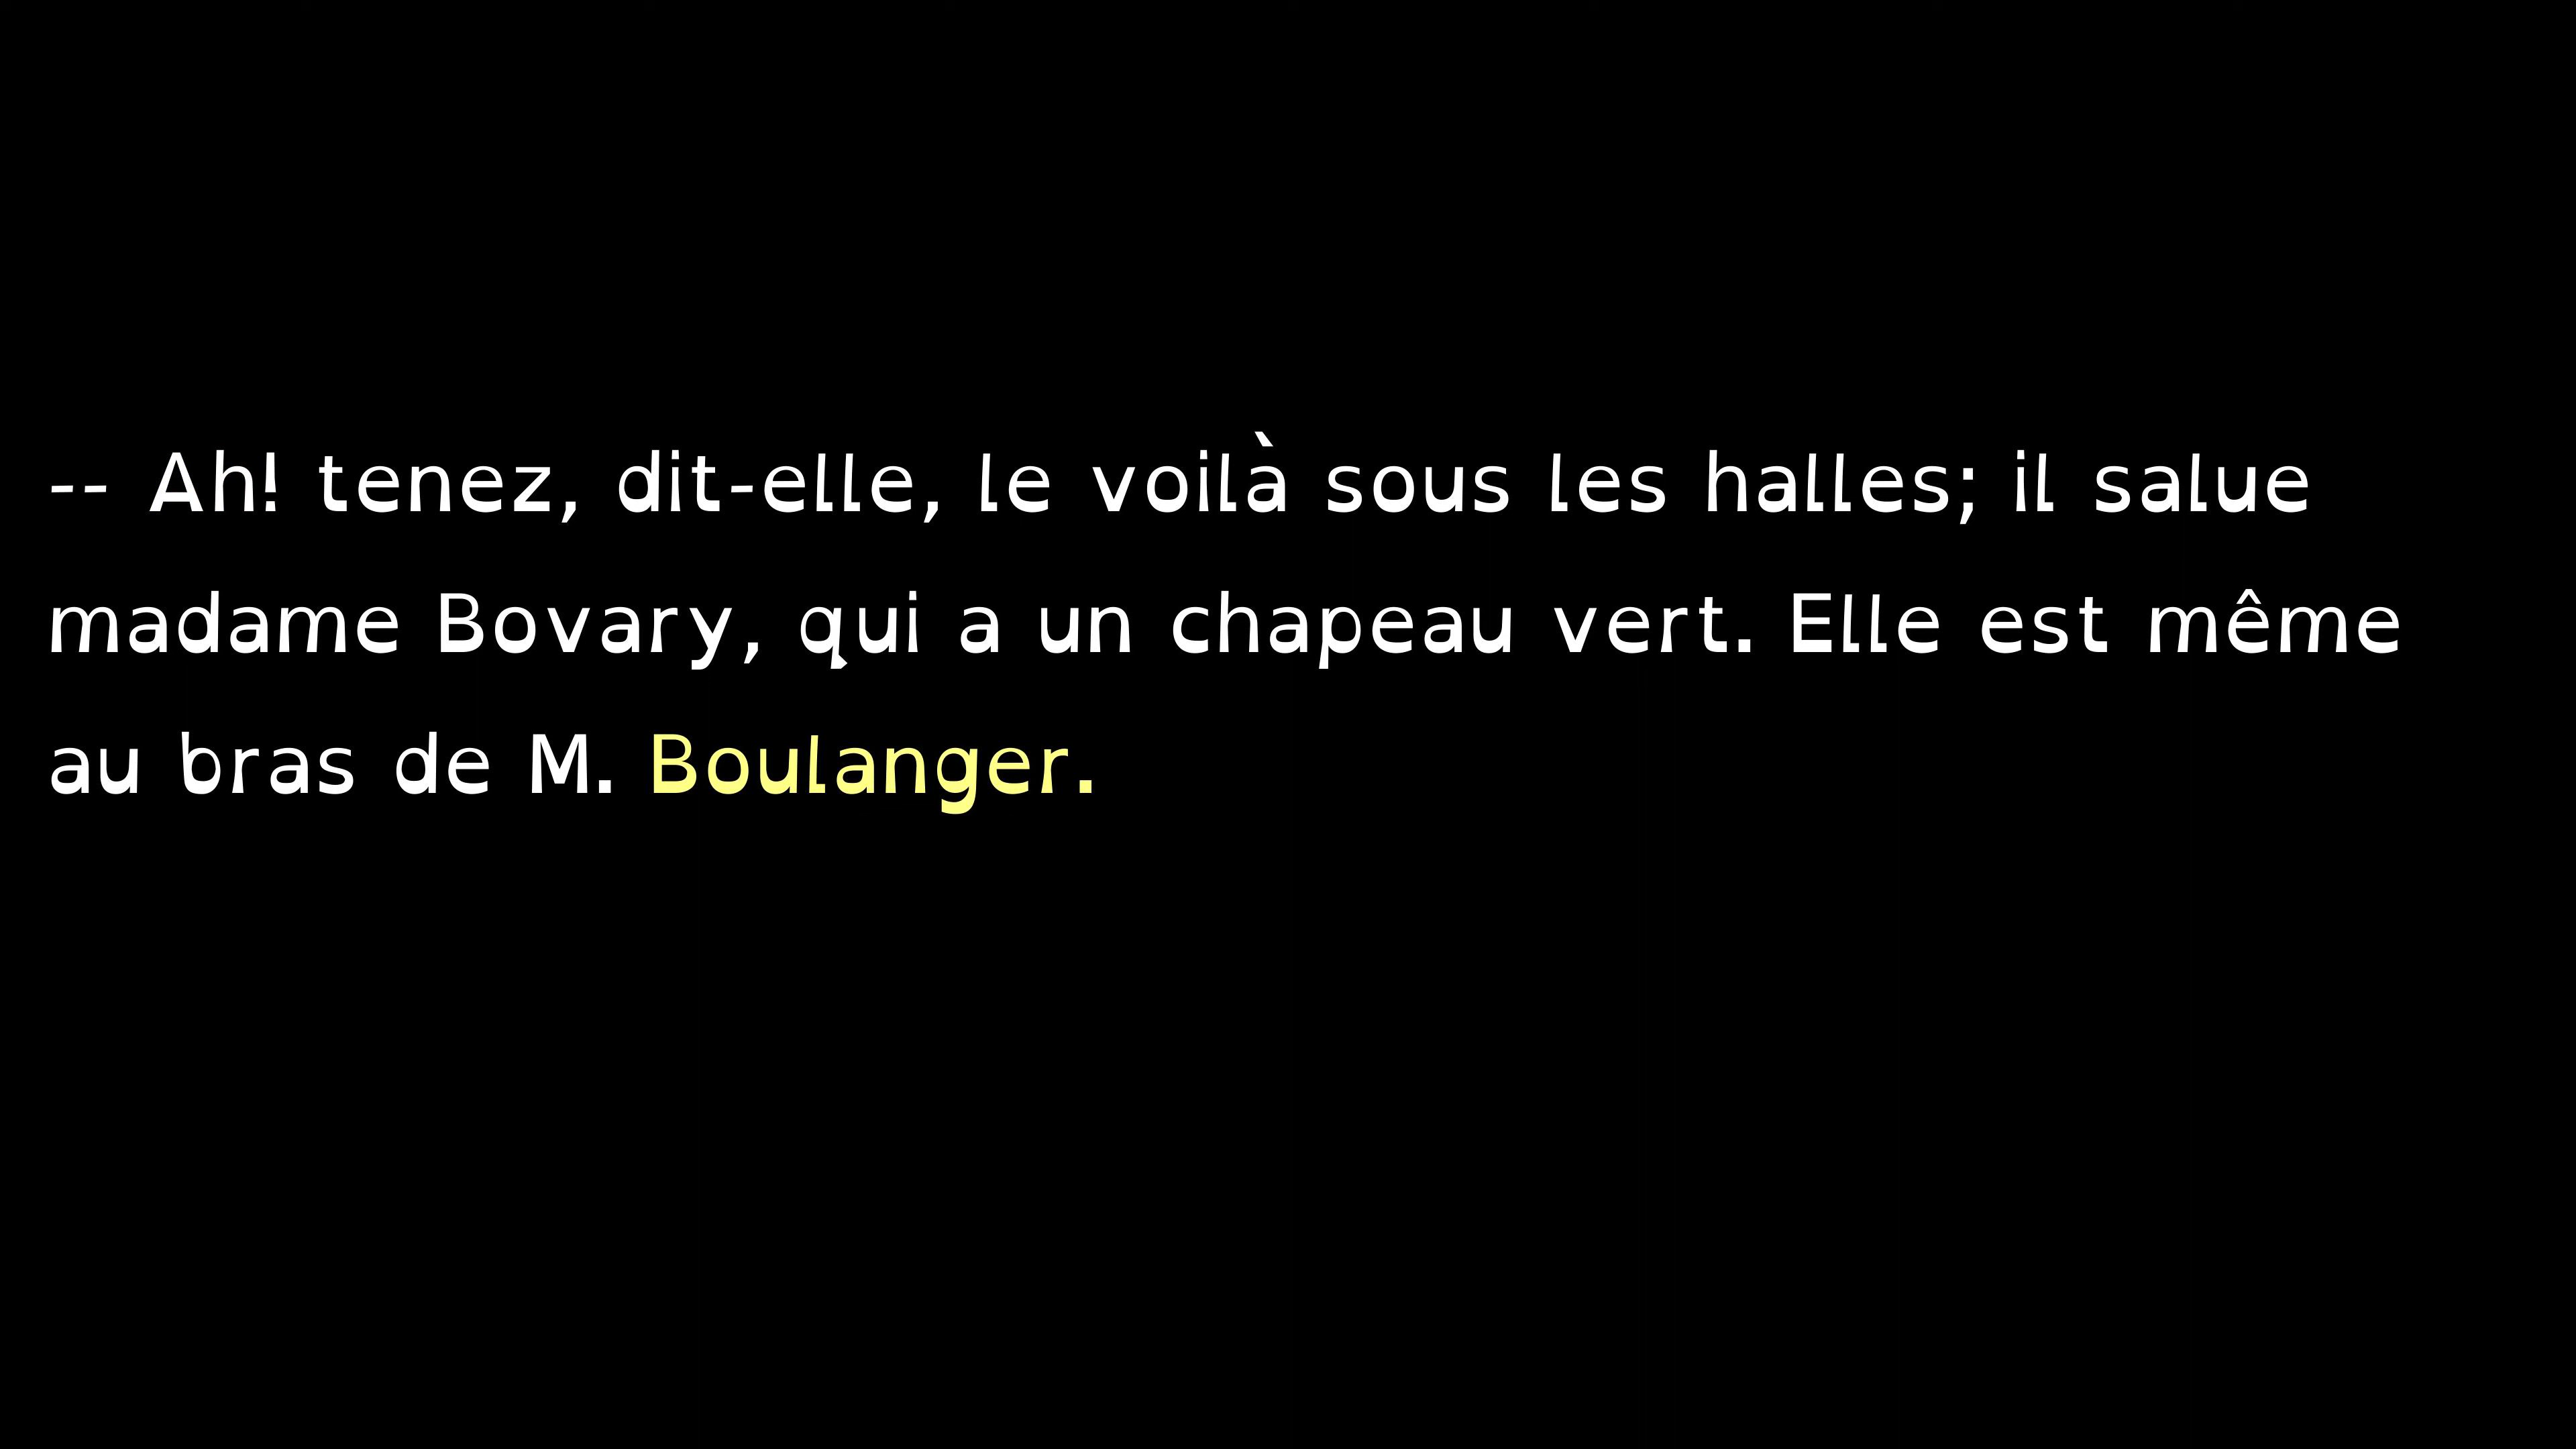 -- Ah! tenez, dit-elle, le voilà sous les halles; il salue
madame Bovary, qui a un chapeau vert. Elle est même
au bras de M. Boulanger.